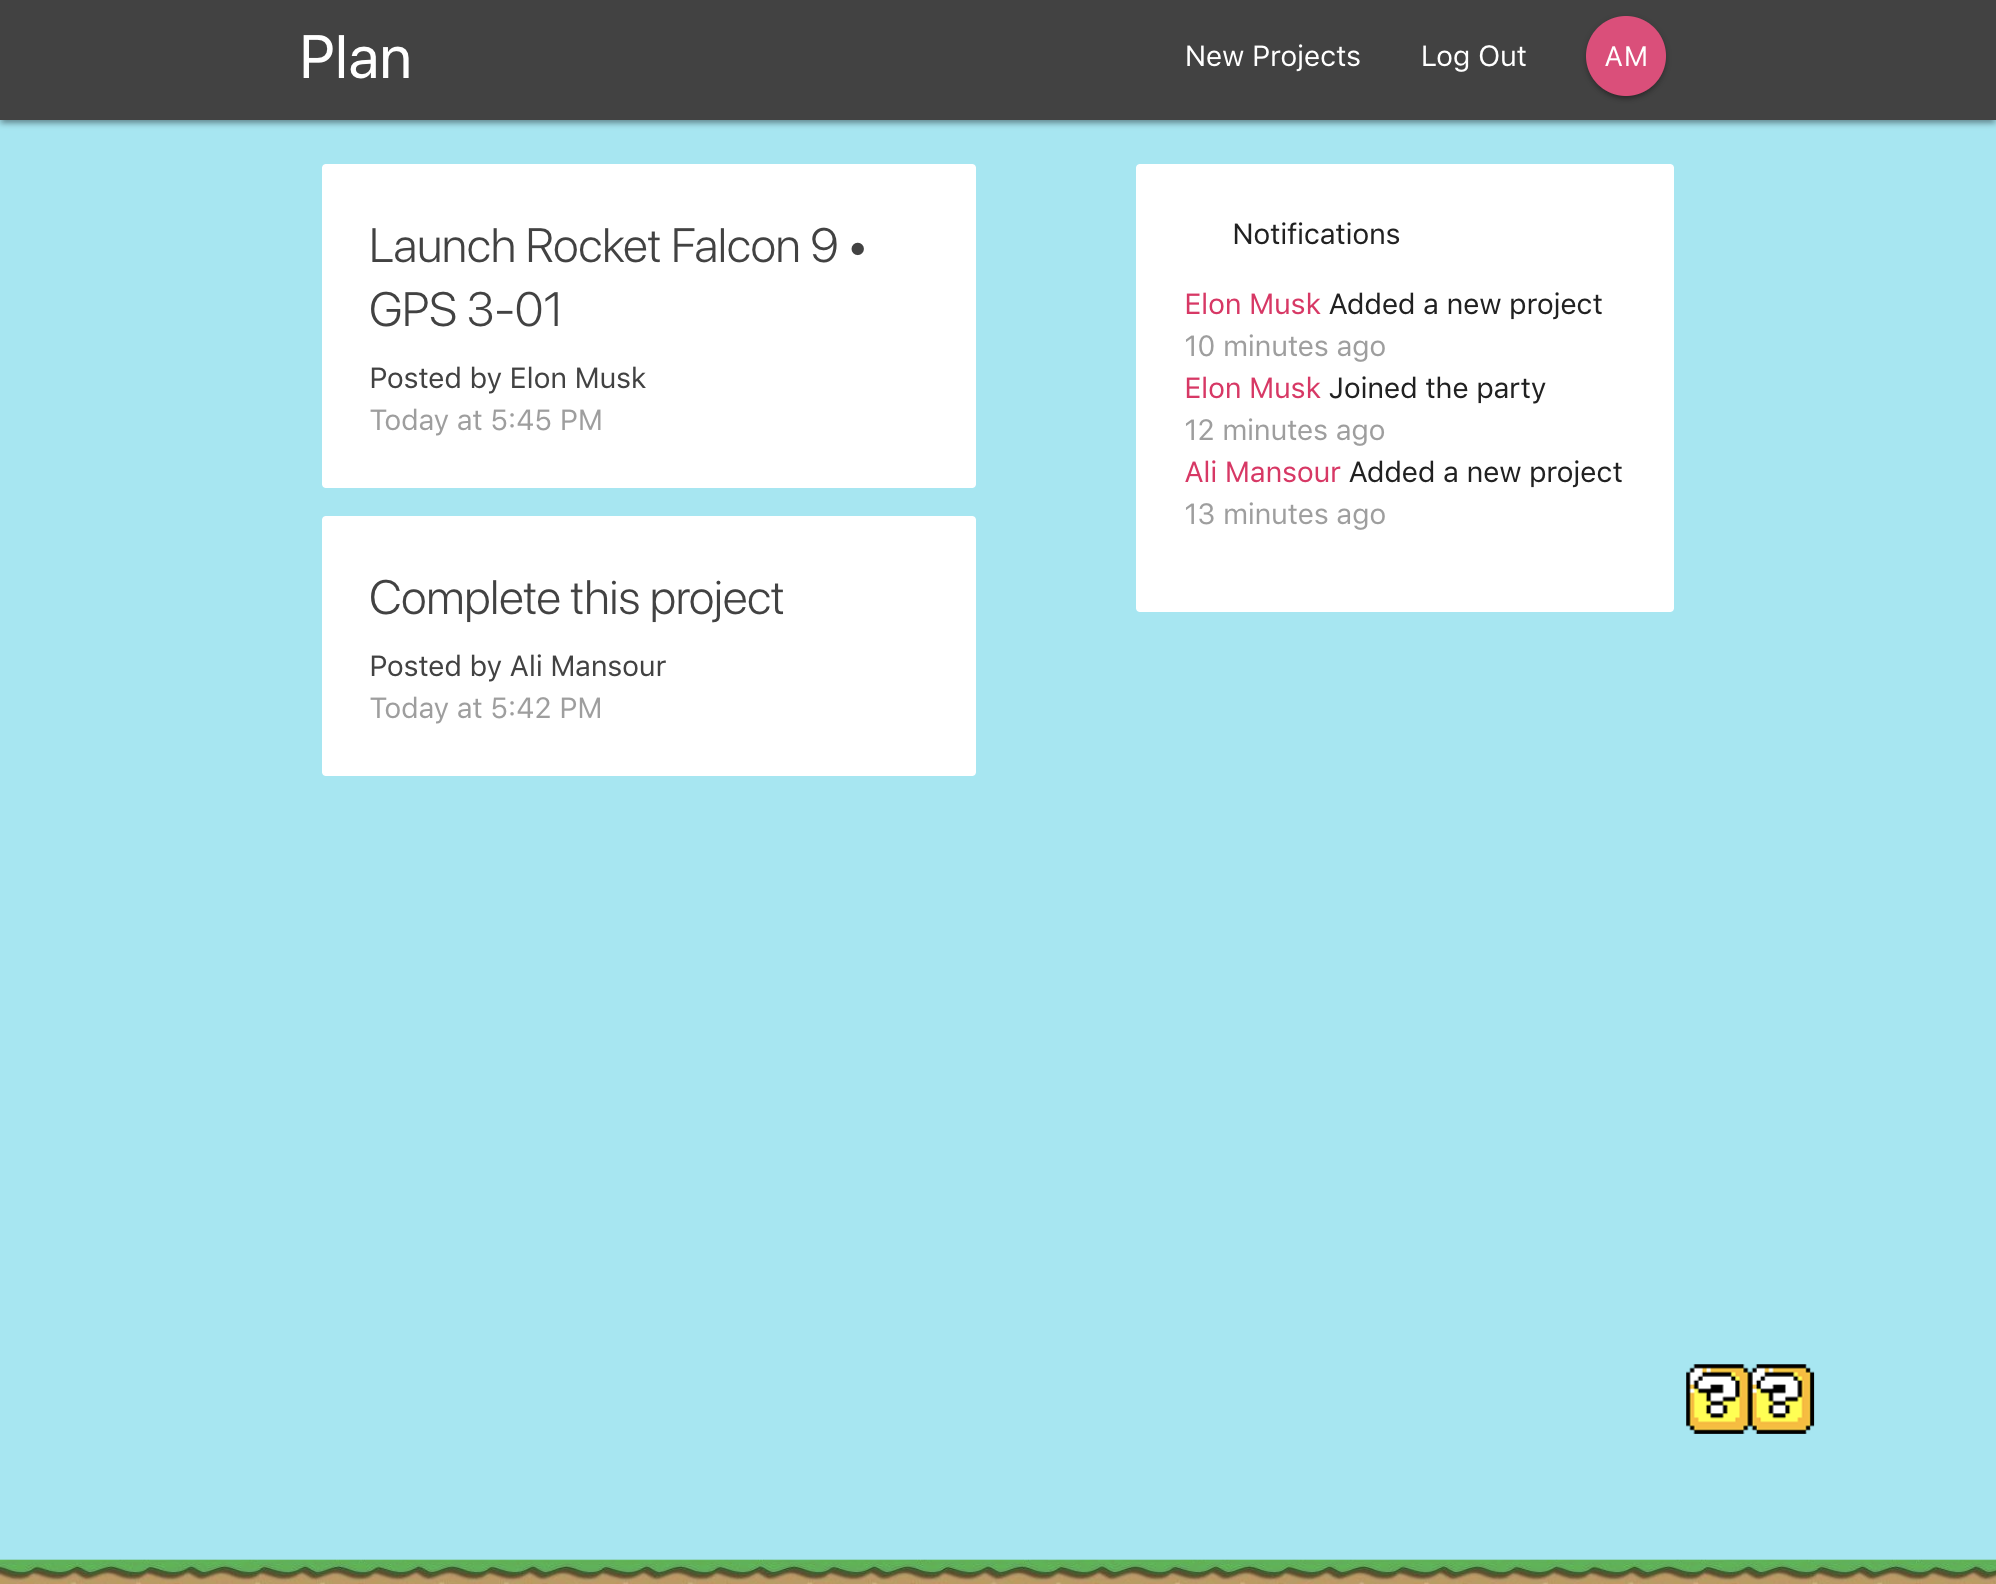 Plan
New Projects
Log Out
AM
Launch Rocket Falcon 9 •
GPS 3-01
Posted by Elon Musk
Today at 5:45 PM
Complete this project
Posted by Ali Mansour
Today at 5:42 PM
Notifications
Elon Musk Added a new project
10 minutes ago
Elon Musk Joined the party
12 minutes ago
Ali Mansour Added a new project
13 minutes ago
? ?